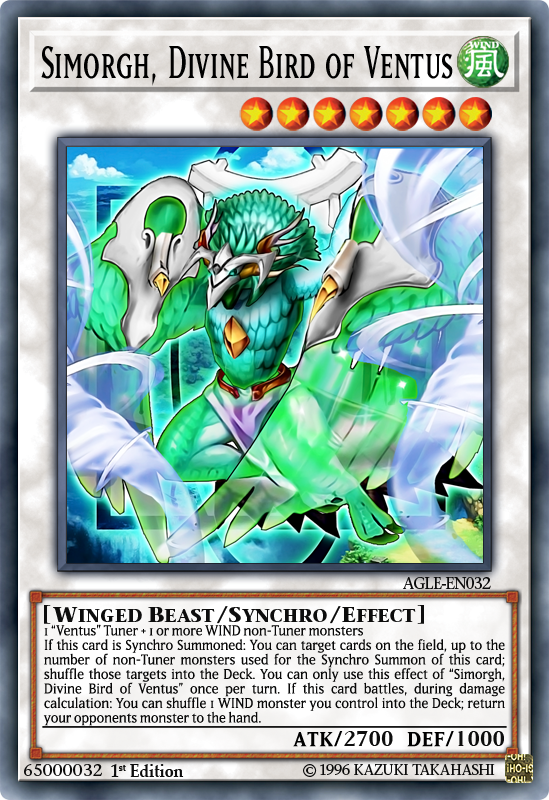 Simorgh, Divine Bird of Ventus
WIND
風
AGLE-EN032
[Winged Beast/Synchro/Effect]
1 “Ventus” Tuner + 1 or more WIND non-Tuner monsters
If this card is Synchro Summoned: You can target cards on the field, up to the
number of non-Tuner monsters used for the Synchro Summon of this card;
shuffle those targets into the Deck. You can only use this effect of “Simorgh,
Divine Bird of Ventus” once per turn. If this card battles, during damage
calculation: You can shuffle 1 WIND monster you control into the Deck; return
your opponents monster to the hand.
ATK/2700 DEF/1000
65000032 1st Edition © 1996 KAZUKI TAKAHASHI